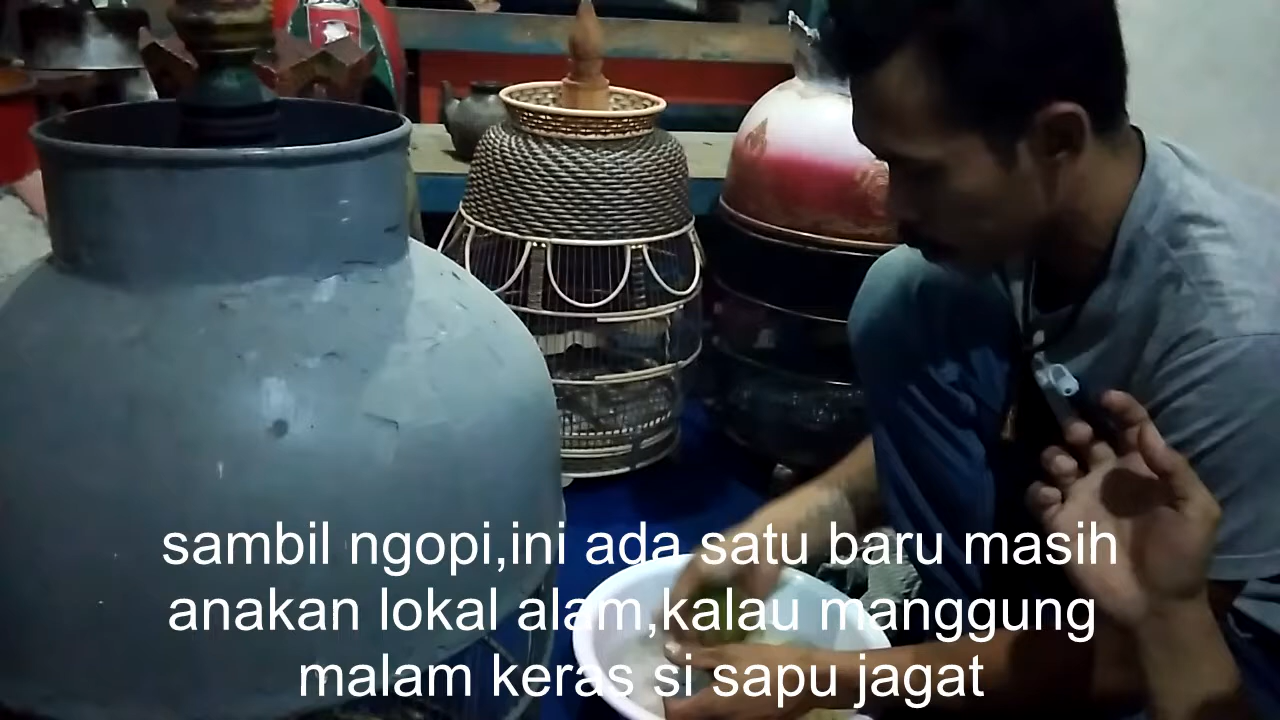 sambil ngopi,ini ada satu baru masih
anakan lokal alam,kalau manggung
malam keras si sapu jagat